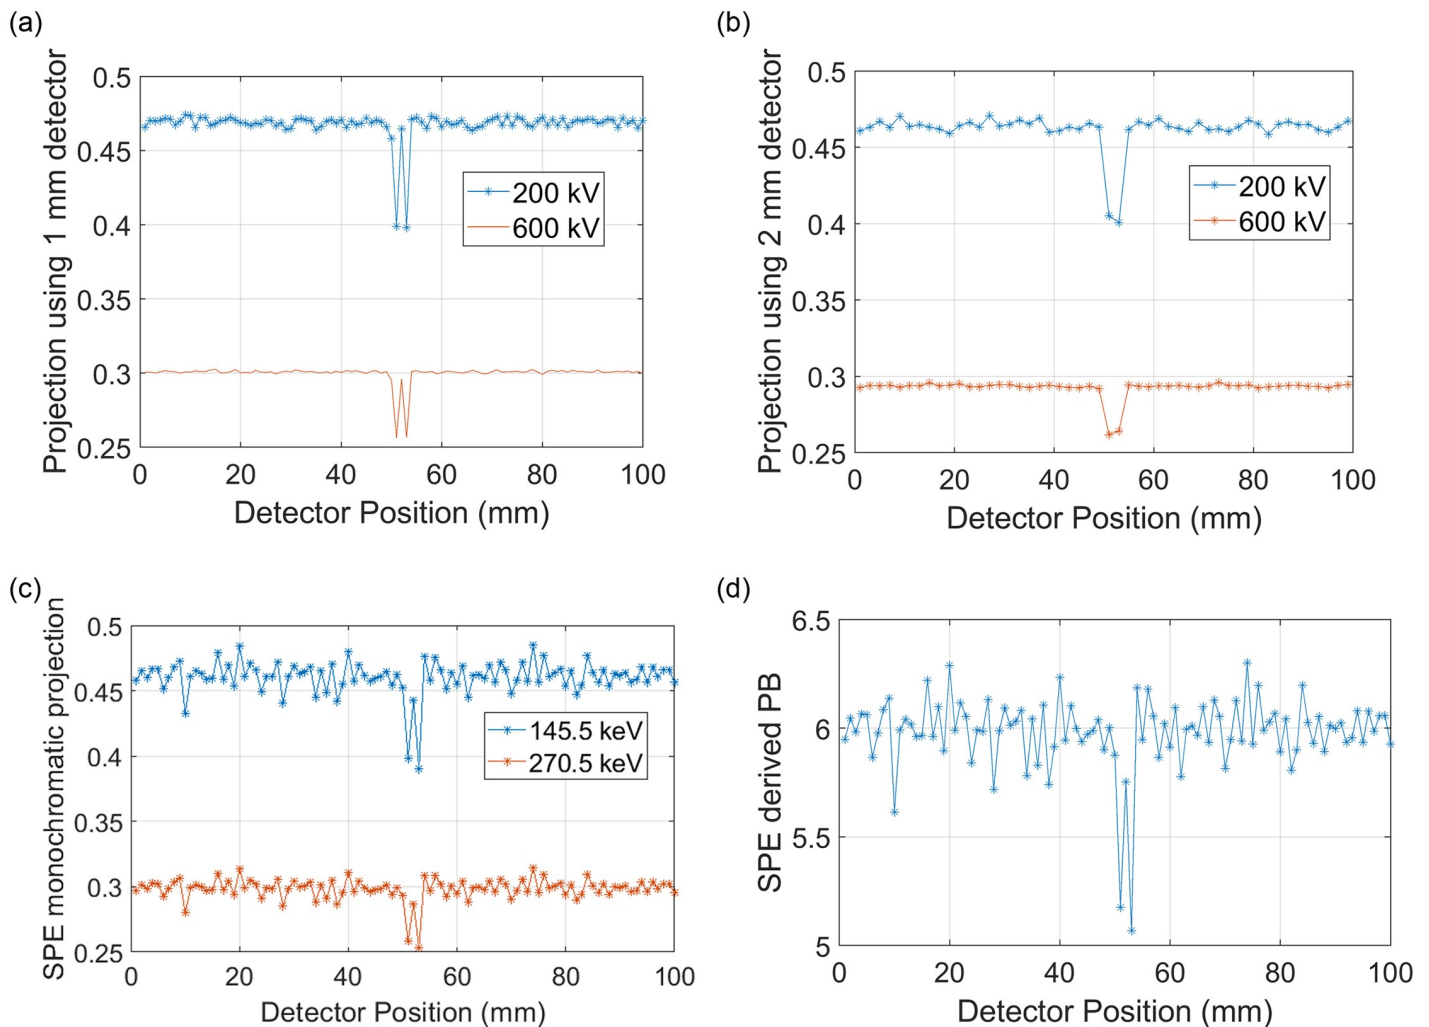 (a)
Projection using 1 mm detector
0.5
0.45
0.4
0.35
0.3
0.25
200 kV
600 kV
0 20 40 60 80 100
Detector Position (mm)
(b)
Projection using 2 mm detector
0.5
0.45
0.4
0.35
0.3
0.25
200 kV
600 kV
0 20 40 60 80 100
Detector Position (mm)
(c)
SPE monochromatic projection
0.5
0.45
0.4
0.35
0.3
0.25
145.5 keV
270.5 keV
0 20 40 60 80 100
Detector Position (mm)
(d)
SPE derived PB
6.5
6
5.5
5
0 20 40 60 80 100
Detector Position (mm)